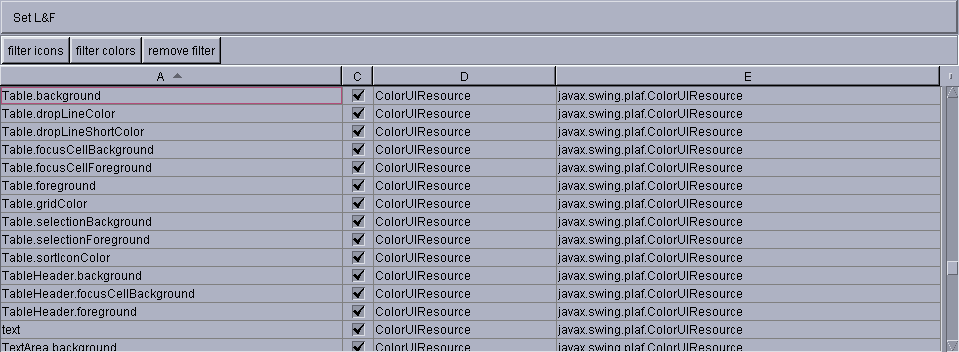 Set L&F
filter icons filter colors remove filter
A C D E
Table.background ColorUIResource javax.swing.plaf.ColorUIResource
Table.dropLineColor ColorUIResource javax.swing.plaf.ColorUIResource
Table.dropLineShortColor ColorUIResource javax.swing.plaf.ColorUIResource
Table.focusCellBackground ColorUIResource javax.swing.plaf.ColorUIResource
Table.focusCellForeground ColorUIResource javax.swing.plaf.ColorUIResource
Table.foreground ColorUIResource javax.swing.plaf.ColorUIResource
Table.gridColor ColorUIResource javax.swing.plaf.ColorUIResource
Table.selectionBackground ColorUIResource javax.swing.plaf.ColorUIResource
Table.selectionForeground ColorUIResource javax.swing.plaf.ColorUIResource
Table.sortIconColor ColorUIResource javax.swing.plaf.ColorUIResource
TableHeader.background ColorUIResource javax.swing.plaf.ColorUIResource
TableHeader.focusCellBackground ColorUIResource javax.swing.plaf.ColorUIResource
TableHeader.foreground ColorUIResource javax.swing.plaf.ColorUIResource
text ColorUIResource javax.swing.plaf.ColorUIResource
TextArea.background ColorUIResource javax.swing.plaf.ColorUIResource